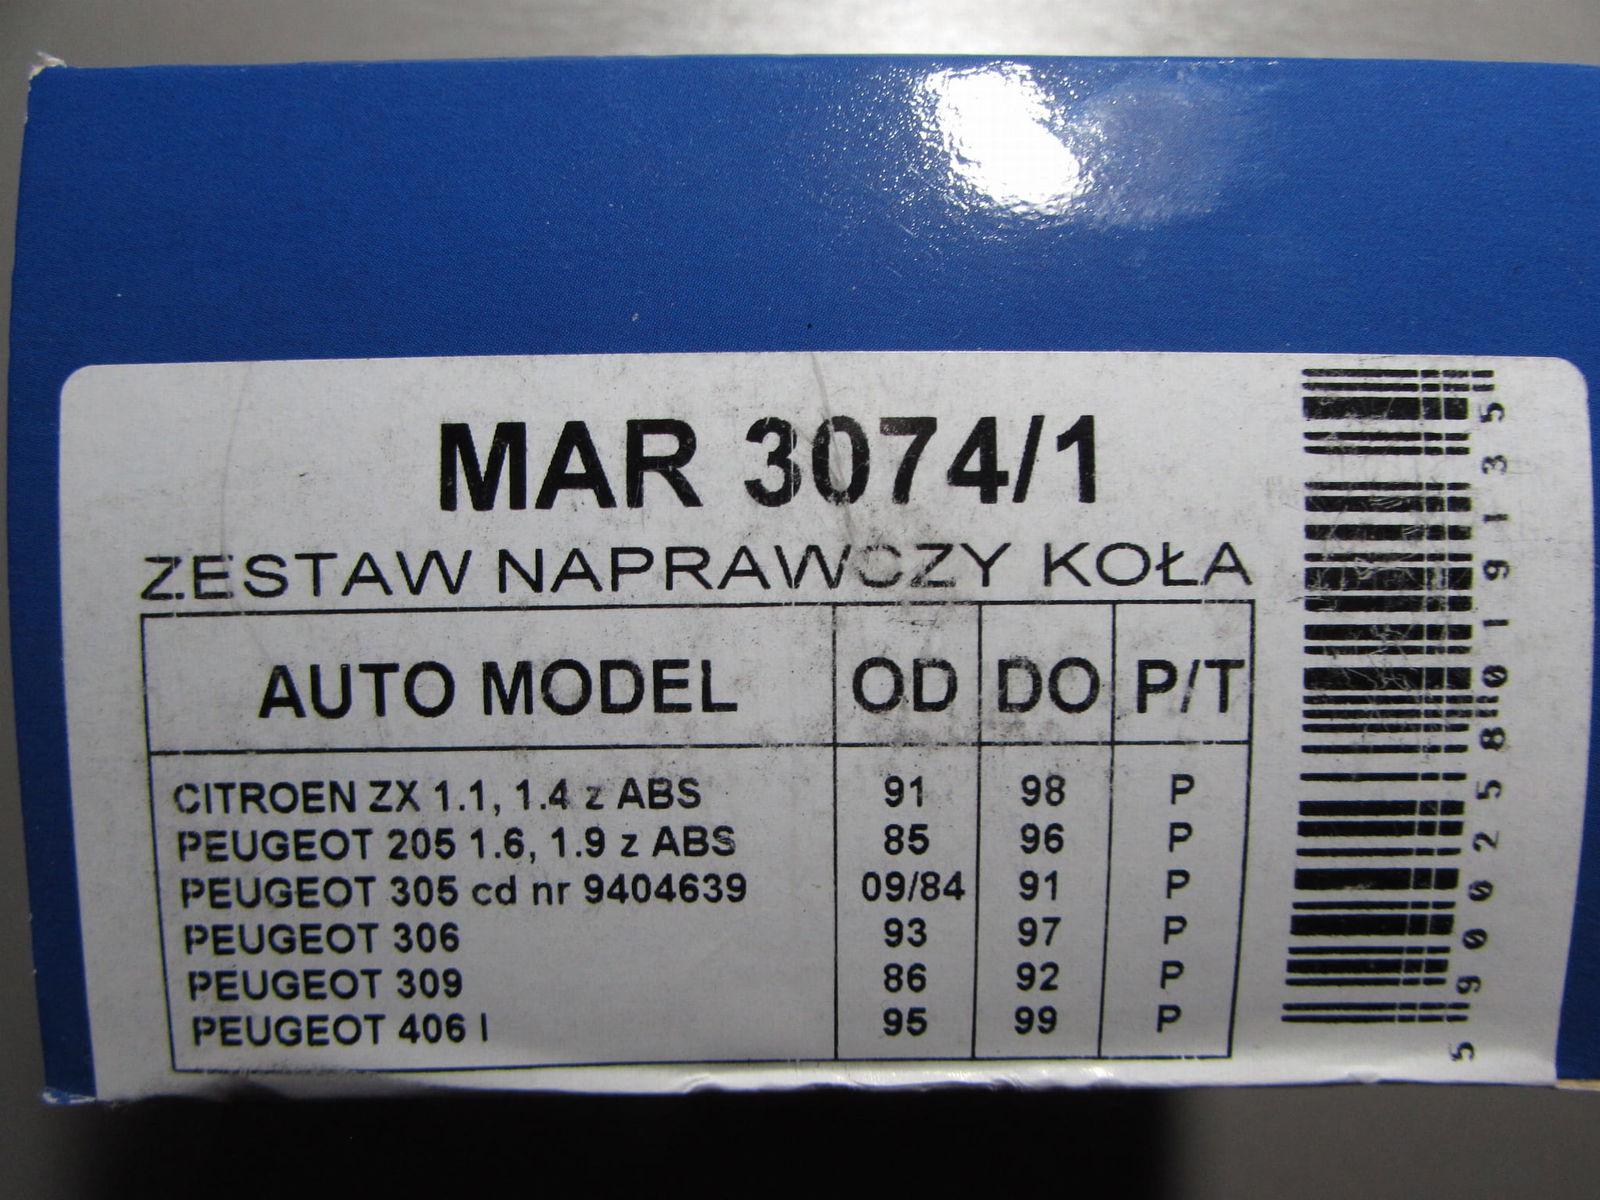 MAR 3074/1
ZESTAW NAPRAWCZY KOŁA
AUTO MODEL OD DO P/T
CITROEN ZX 1.1, 1.4 z ABS 91 98 P
PEUGEOT 205 1.6, 1.9 z ABS 85 96 P
PEUGEOT 305 cd nr 9404639 09/84 91 P
PEUGEOT 306 93 97 P
PEUGEOT 309 86 92 P
PEUGEOT 406 I 95 99 P
5900258019135